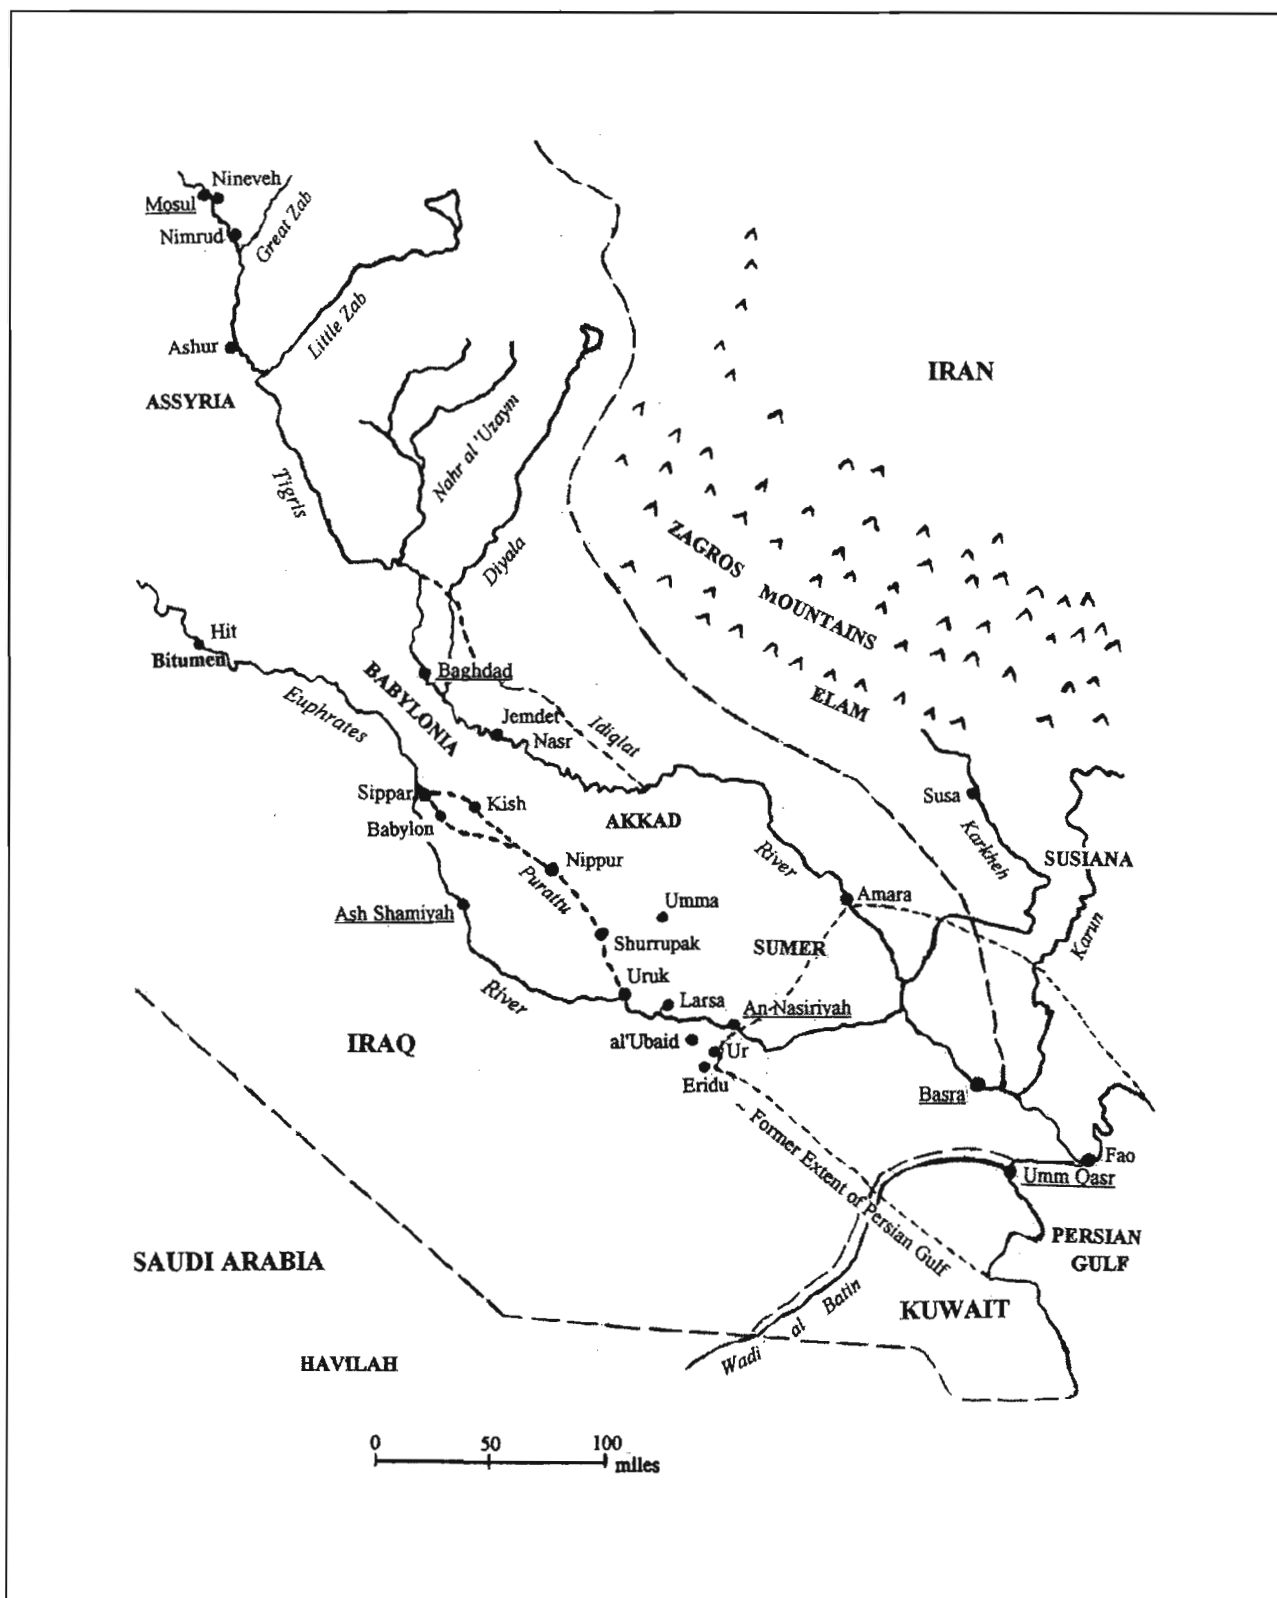 Nineveh
Mosul
Great Zab
Nimrud
Little Zab
Ashur
IRAN
ASSYRIA
Tigris
Nahr al 'Uzaym
Diyala
ZAGROS MOUNTAINS
Hit
Bitumen
Baghdad
BABYLONIA
Euphrates
ELAM
Jemdet
Nasr
Idiqlat
Sippar
Kish
Susa
Babylon
AKKAD
Karkheh
SUSIANA
River
Nippur
Purattu
Amara
Umma
Ash Shamiyah
Karun
Shurrupak
SUMER
Uruk
River
Larsa
An-Nasiriyah
IRAQ
al'Ubaid
Ur
Eridu
Basra
Former Extent of Persian Gulf
Fao
Umm Qasr
PERSIAN
GULF
SAUDI ARABIA
KUWAIT
Wadi al Batin
HAVILAH
0 50 100
miles